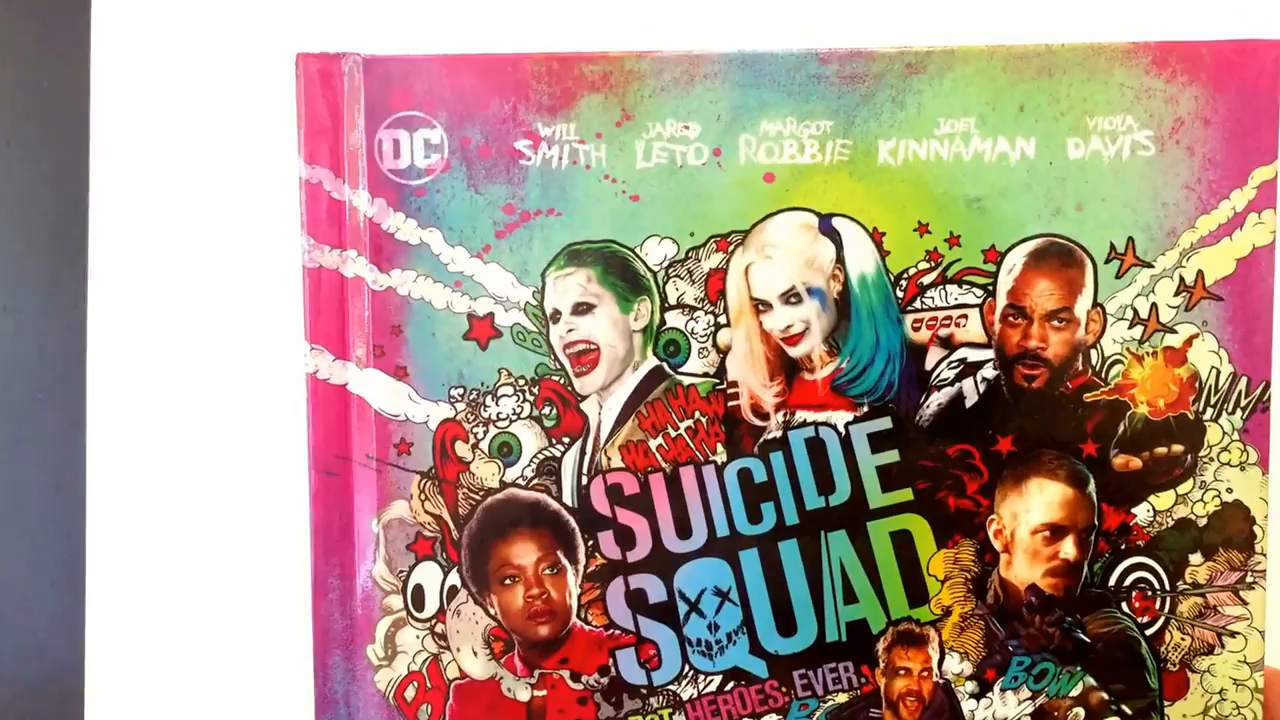 DC
WILL SMITH
JARED LETO
MARGOT ROBBIE
JOEL KINNAMAN
VIOLA DAVIS
HA HA HA
HA HA HA
SUICIDE
SQUAD
HEROES. EVER.
BOW